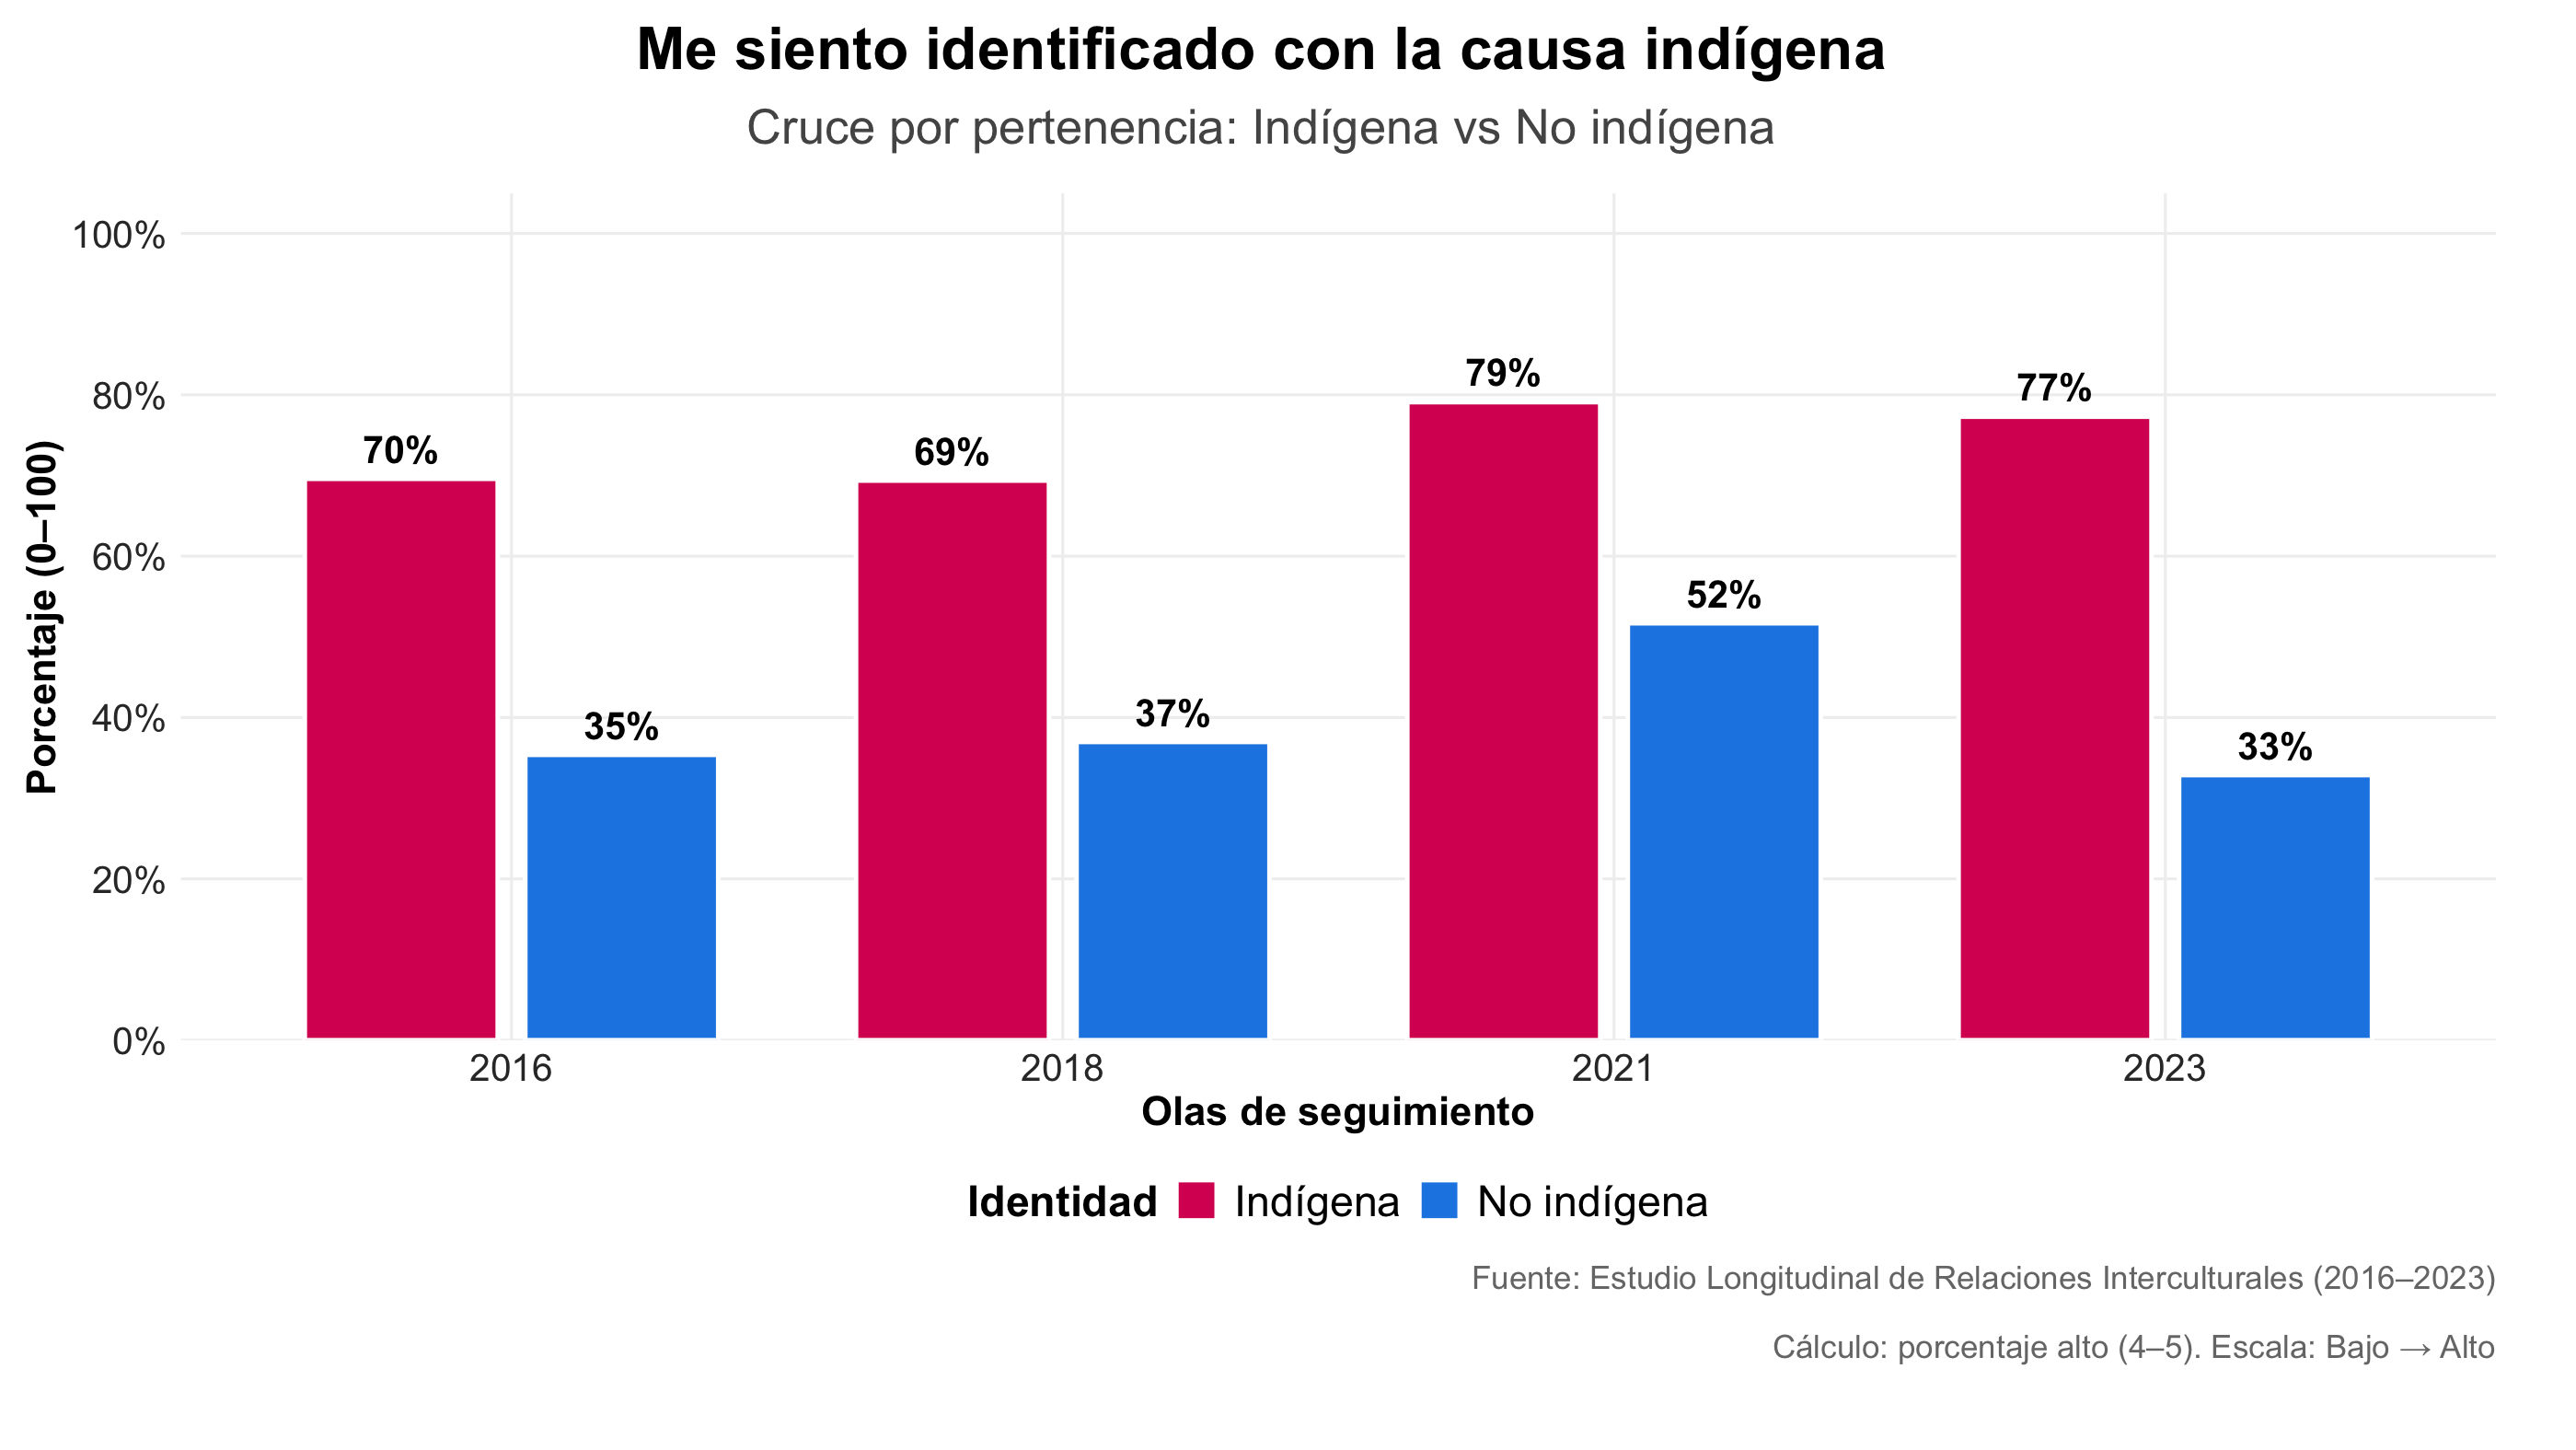 Me siento identificado con la causa indígena
Cruce por pertenencia: Indígena vs No indígena
Porcentaje (0–100)
100%
80%
60%
40%
20%
0%
70%
35%
69%
37%
79%
52%
77%
33%
2016
2018
2021
2023
Olas de seguimiento
Identidad Indígena No indígena
Fuente: Estudio Longitudinal de Relaciones Interculturales (2016–2023)
Cálculo: porcentaje alto (4–5). Escala: Bajo → Alto